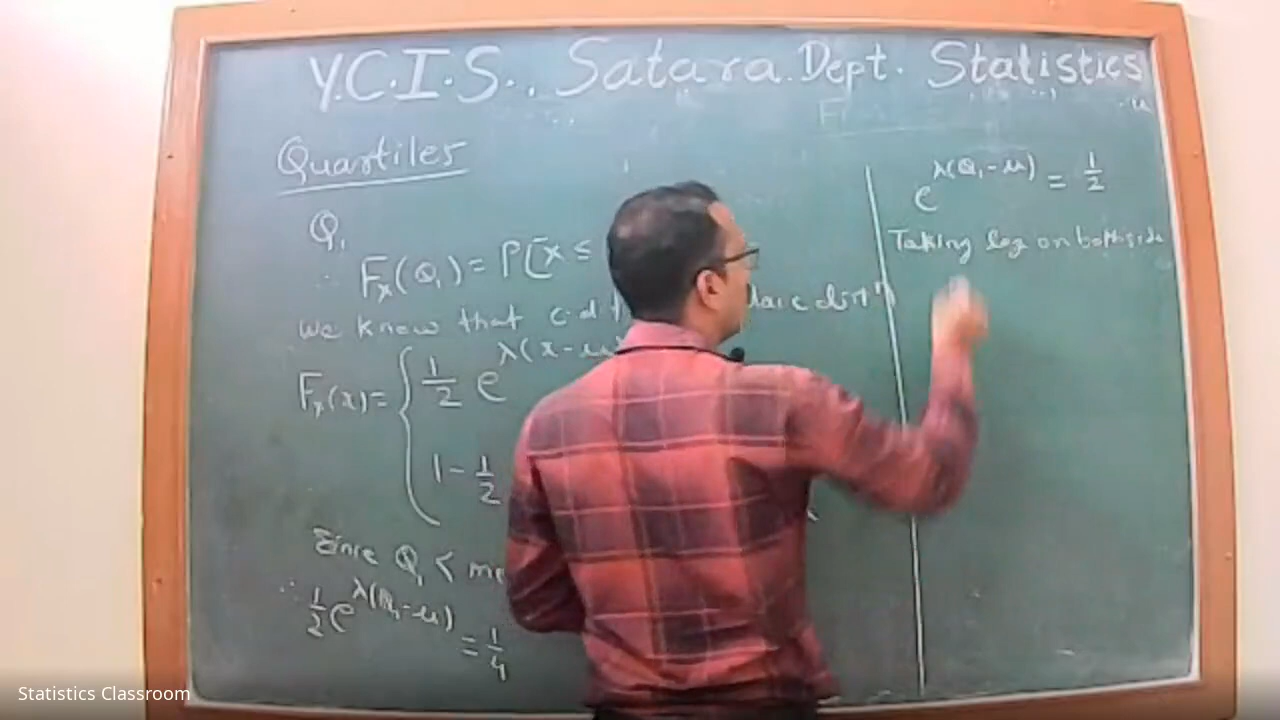 Y.C.I.S., Satara. Dept. Statistics
Quartiles
Q₁
∴ Fₓ(Q₁) = P[X ≤
We know that c.d.f distⁿ
Fₓ(x) = { 1/2 e^λ(x-μ)
1 - 1/2
Since Q₁ <
∴ 1/2 e^λ(Q₁-μ) = 1/4
e^λ(Q₁-μ) = 1/2
Taking log on both side
Statistics Classroom